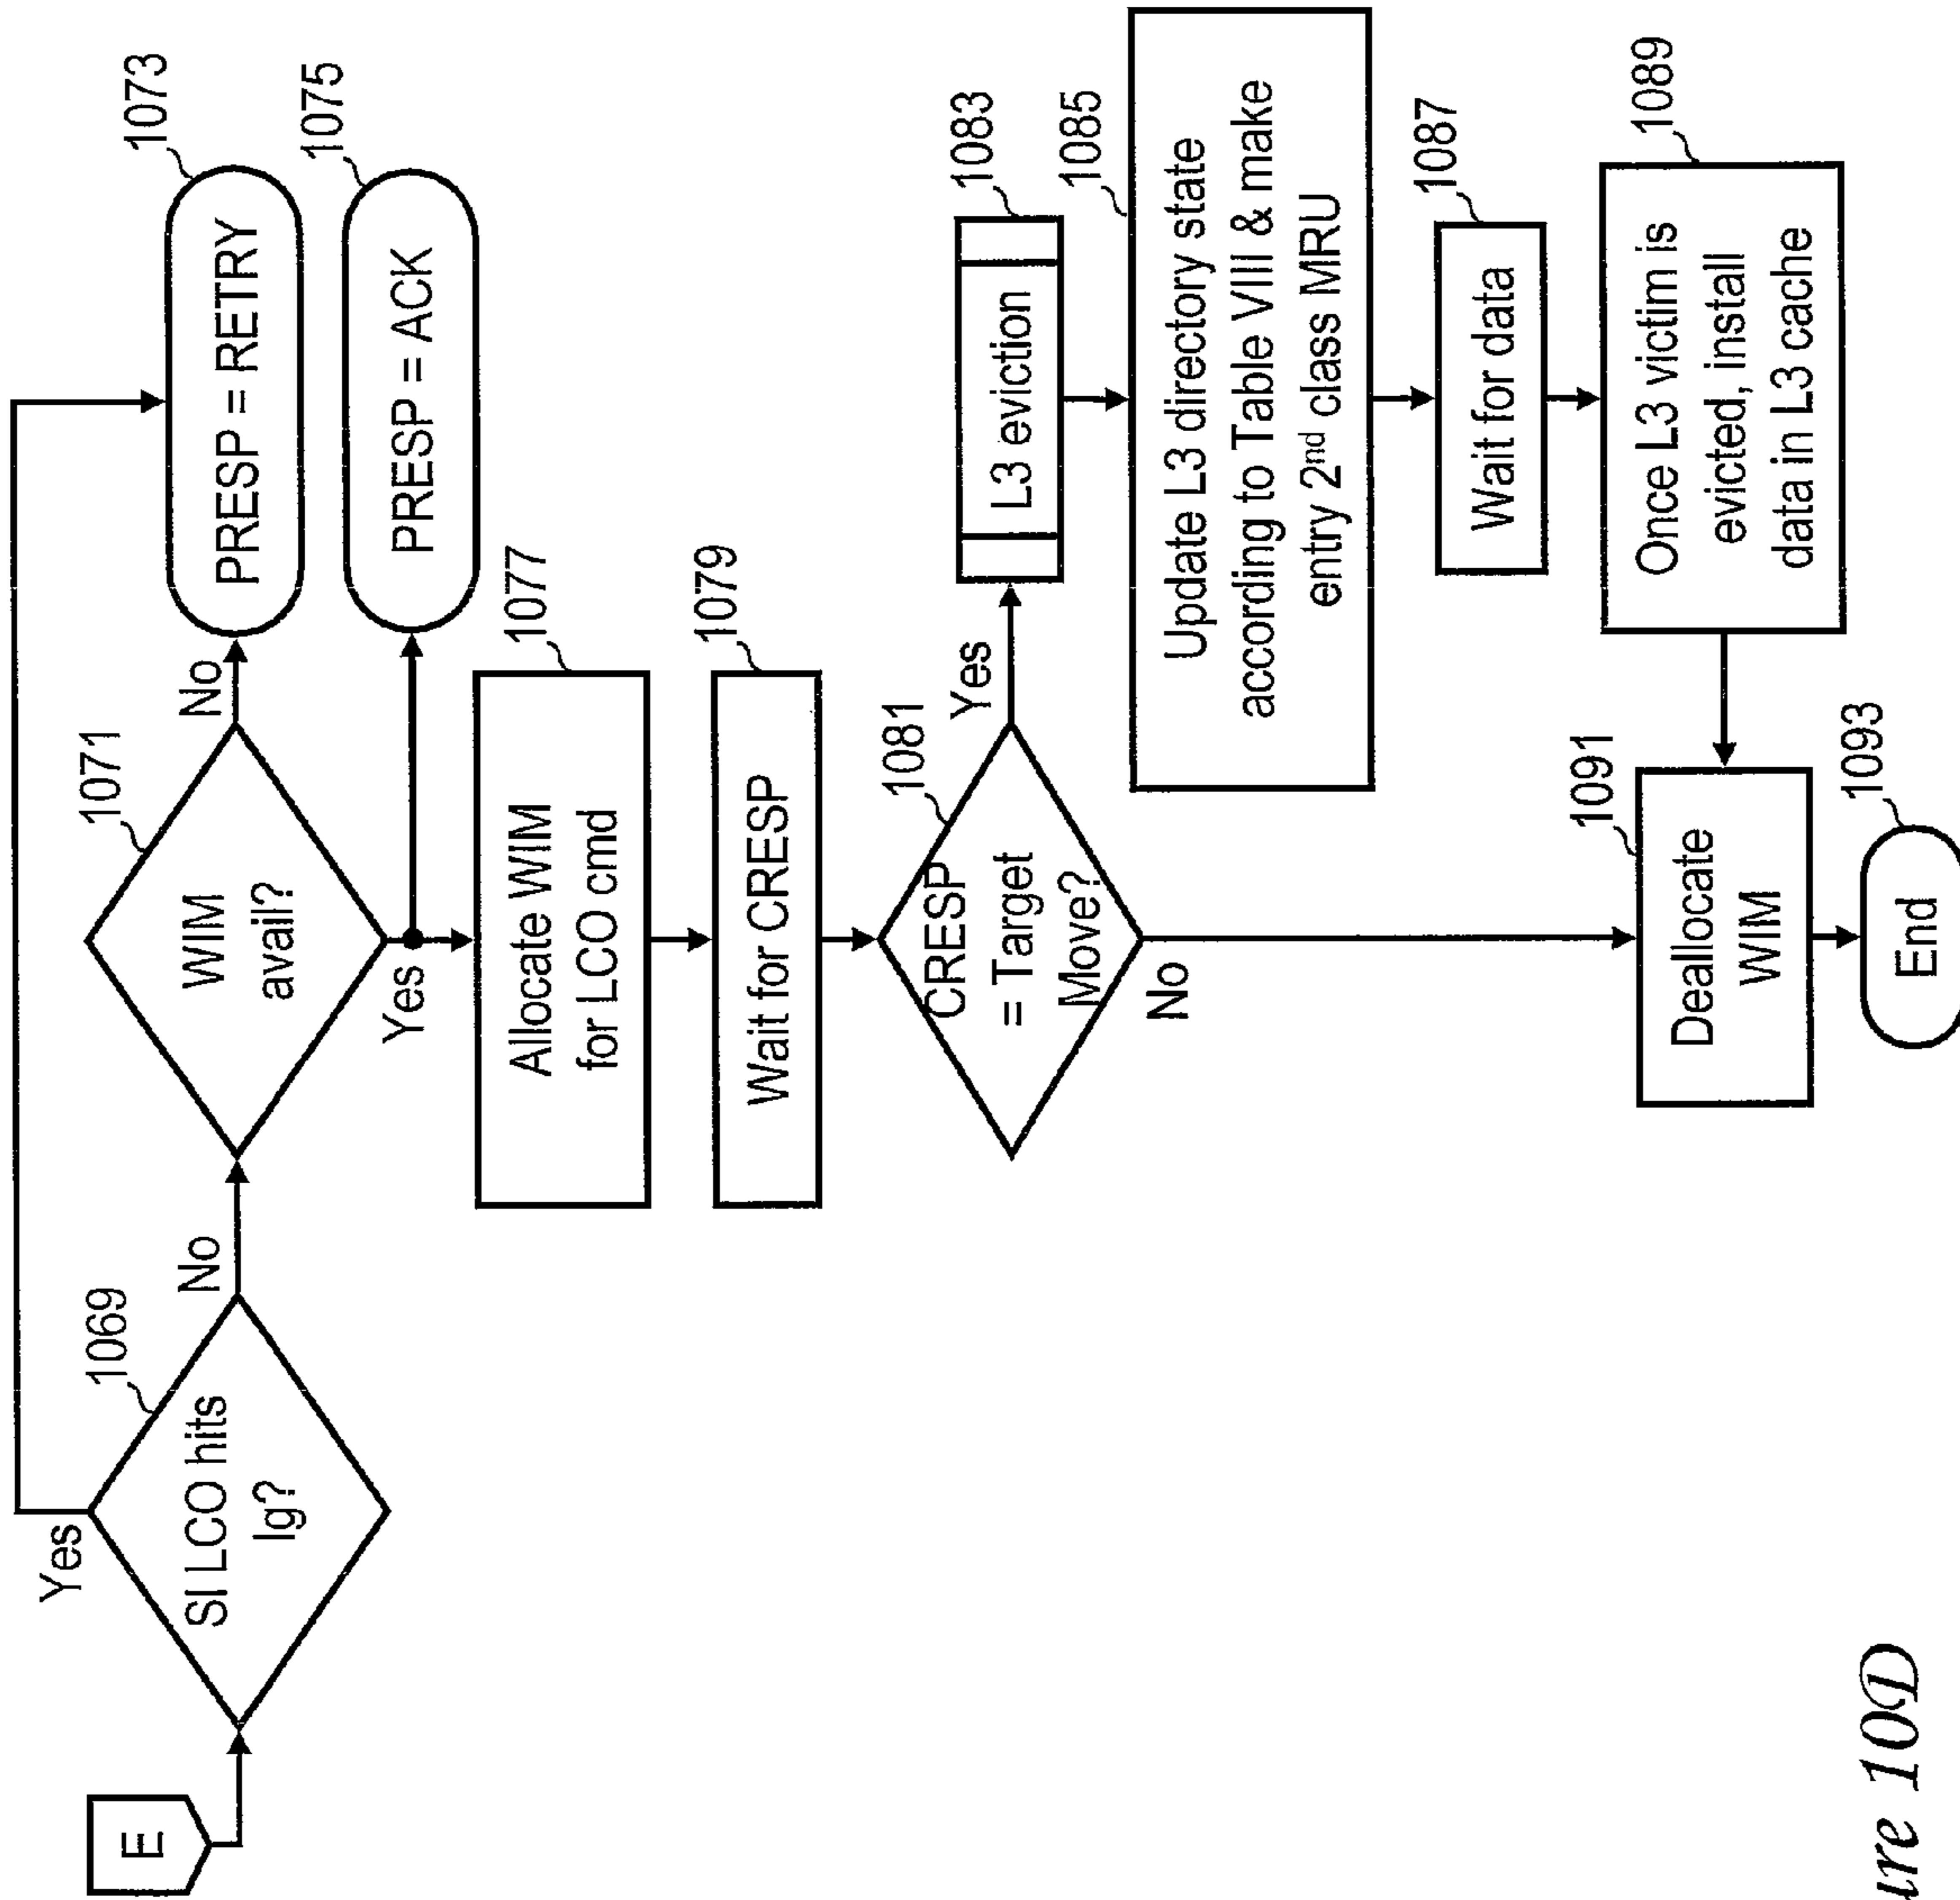 E
1069
SI LCO hits
Ig?
Yes
No
1071
WIM
avail?
No
Yes
1073
PRESP = RETRY
1075
PRESP = ACK
1077
Allocate WIM
for LCO cmd
1079
Wait for CRESP
1081
CRESP
= Target
Move?
Yes
No
1083
L3 eviction
1085
Update L3 directory state
according to Table VIII & make
entry 2nd class MRU
1087
Wait for data
1089
Once L3 victim is
evicted, install
data in L3 cache
1091
Deallocate
WIM
1093
End
10D